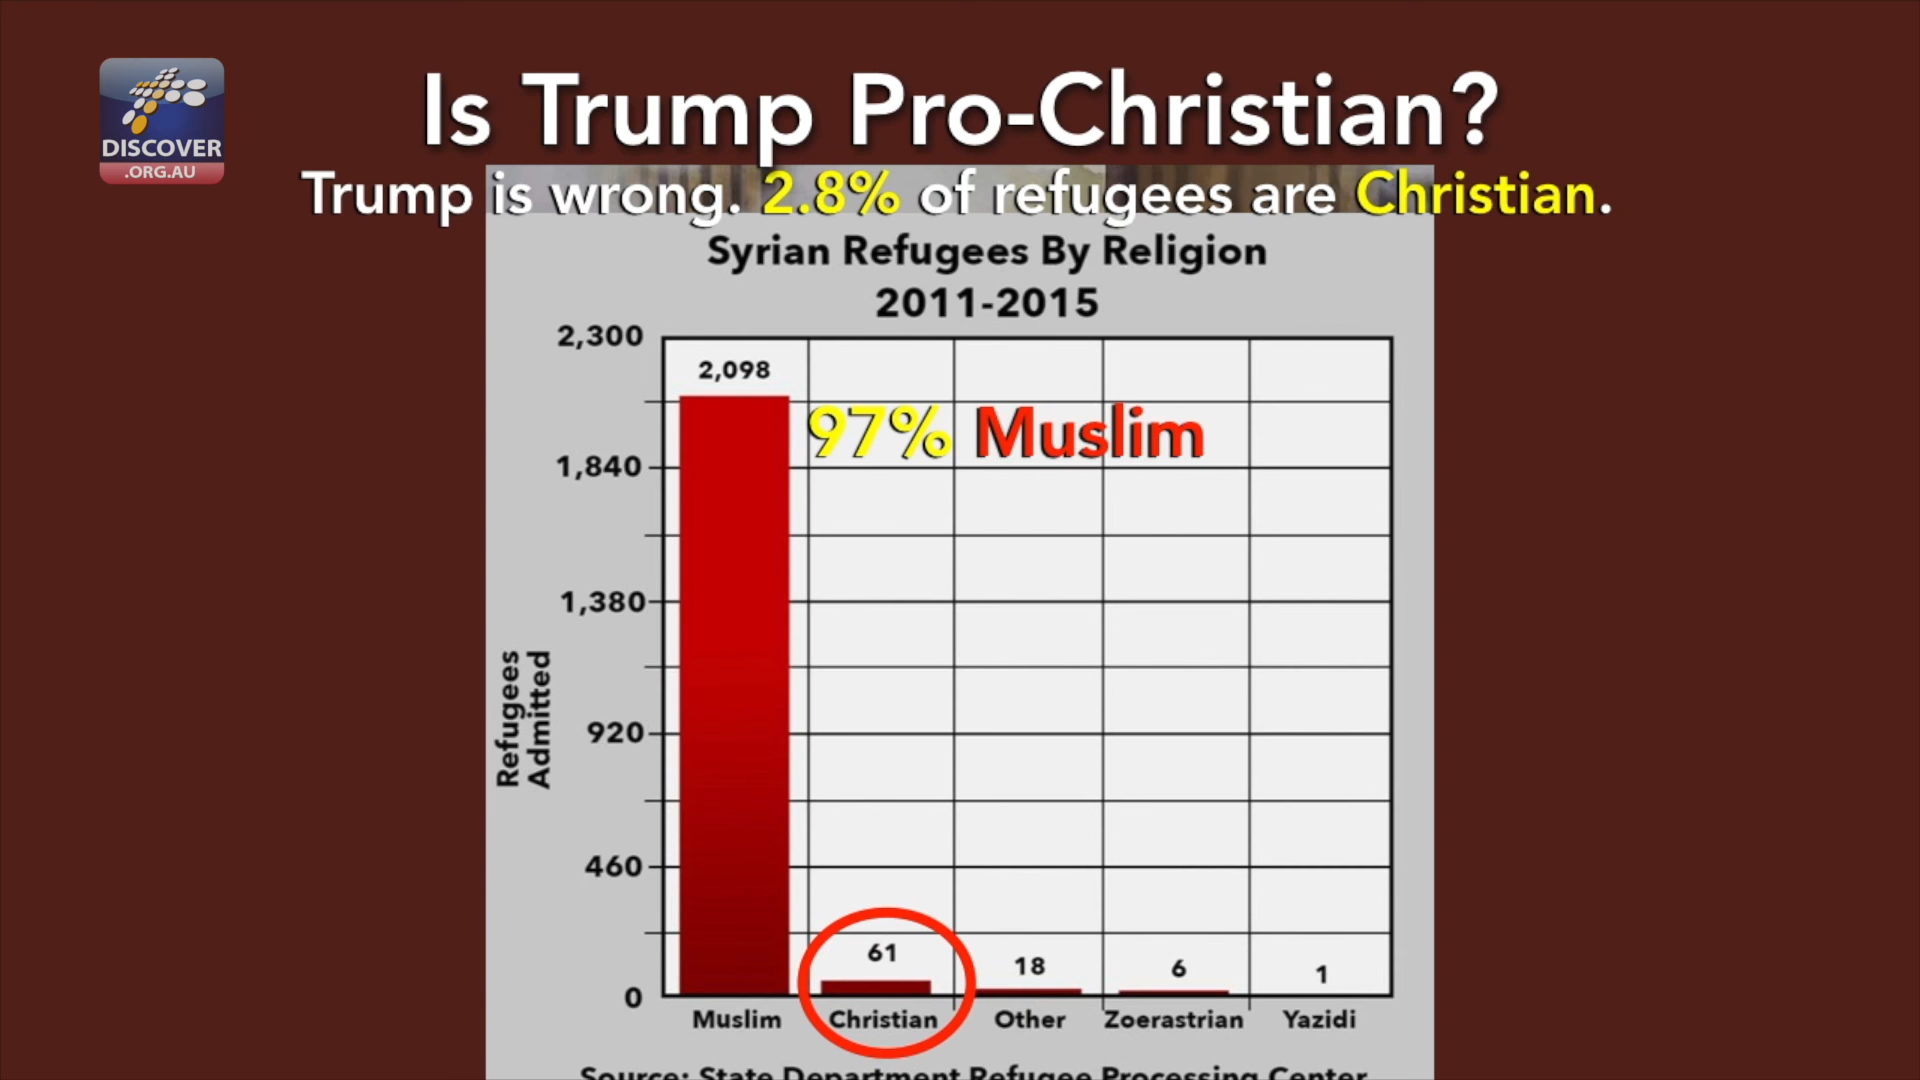 DISCOVER
.ORG.AU
Is Trump Pro-Christian?
Trump is wrong. 2.8% of refugees are Christian.
Syrian Refugees By Religion
2011-2015
2,300
2,098
97% Muslim
1,840
1,380
Refugees
Admitted
920
460
61
18
6
1
0
Muslim Christian Other Zoerastrian Yazidi
Source: State Department Refugee Processing Center